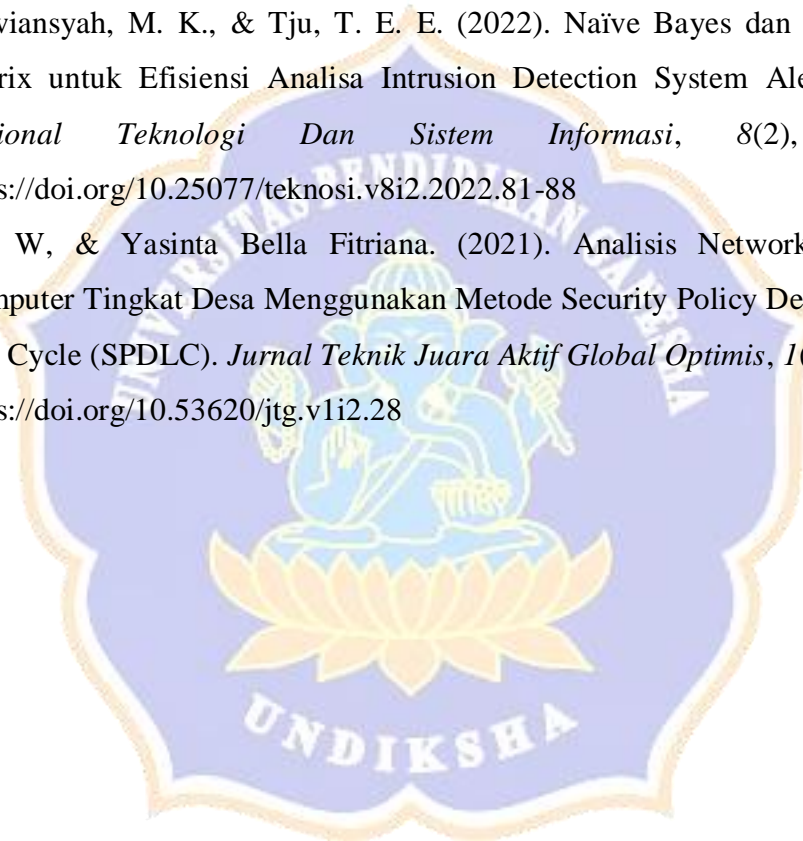 viansyah, M. K., & Tju, T. E. E. (2022). Naïve Bayes dan
rix untuk Efisiensi Analisa Intrusion Detection System Ale
ional Teknologi Dan Sistem Informasi, 8(2),
s://doi.org/10.25077/teknosi.v8i2.2022.81-88
W, & Yasinta Bella Fitriana. (2021). Analisis Network
nputer Tingkat Desa Menggunakan Metode Security Policy De
Cycle (SPDLC). Jurnal Teknik Juara Aktif Global Optimis, 1(
s://doi.org/10.53620/jtg.v1i2.28
UNIVERSITAS PENDIDIKAN GANESHA
UNDIKSHA